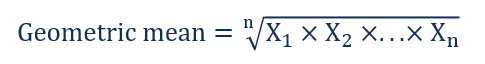 Geometric mean = ⁿ√X₁ × X₂ ×…× Xₙ